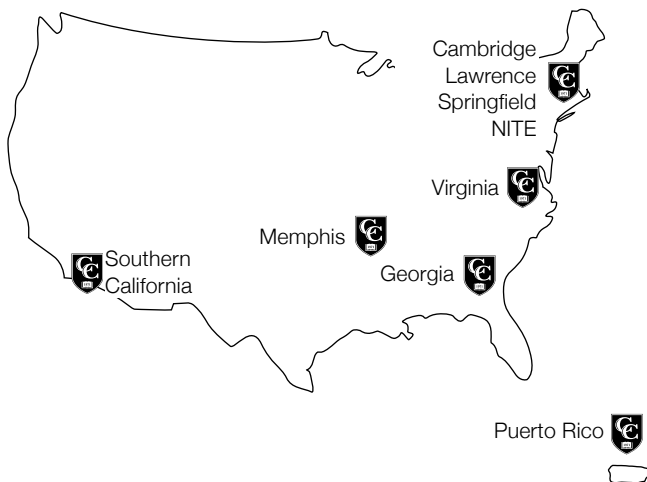 Cambridge
Lawrence
Springfield
NITE
Virginia
Memphis
Georgia
Southern
California
Puerto Rico